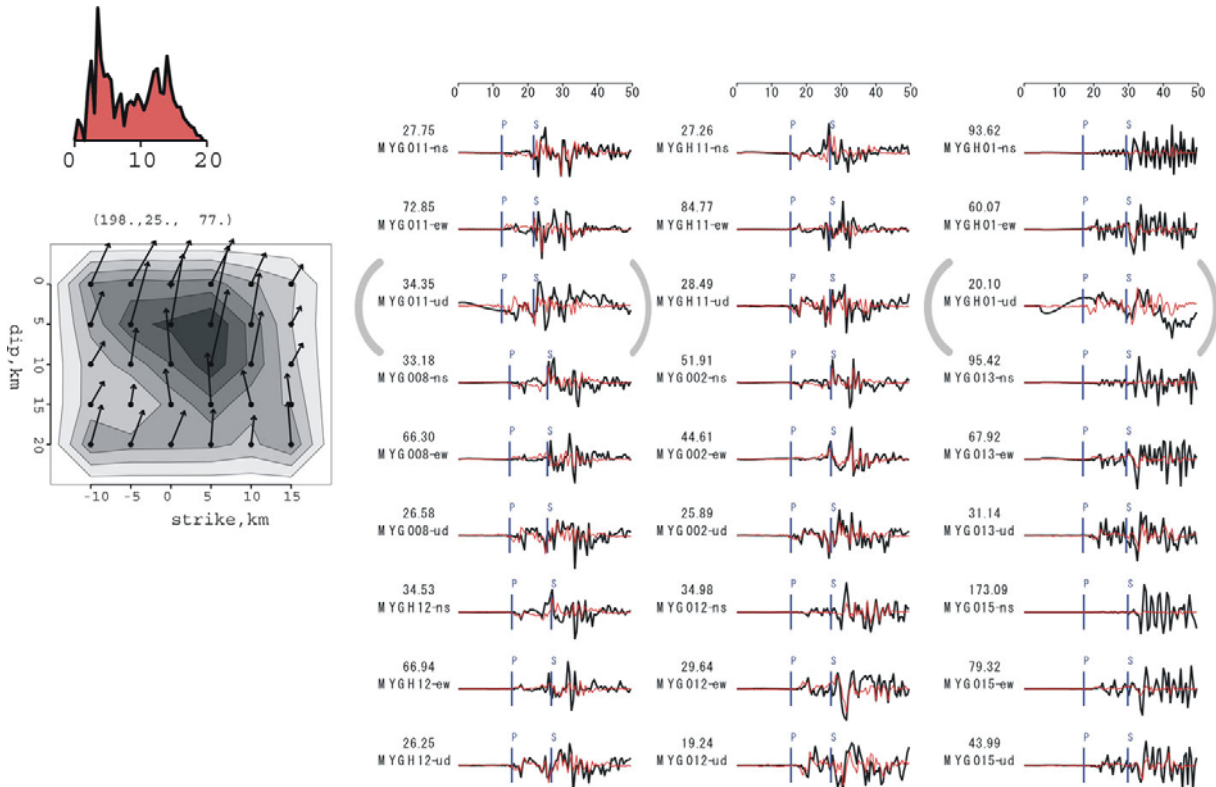 0 10 20
(198.,25., 77.)
0
5
10
15
20
dip,km
-10 -5 0 5 10 15
strike,km
0 10 20 30 40 50
P S
27.75
MYG011-ns
P S
72.85
MYG011-ew
P S
34.35
MYG011-ud
P S
33.18
MYG008-ns
P S
66.30
MYG008-ew
P S
26.58
MYG008-ud
P S
34.53
MYGH12-ns
P S
66.94
MYGH12-ew
P S
26.25
MYGH12-ud
0 10 20 30 40 50
P S
27.26
MYGH11-ns
P S
84.77
MYGH11-ew
P S
28.49
MYGH11-ud
P S
51.91
MYG002-ns
P S
44.61
MYG002-ew
P S
25.89
MYG002-ud
P S
34.98
MYG012-ns
P S
29.64
MYG012-ew
P S
19.24
MYG012-ud
0 10 20 30 40 50
P S
93.62
MYGH01-ns
P S
60.07
MYGH01-ew
P S
20.10
MYGH01-ud
P S
95.42
MYG013-ns
P S
67.92
MYG013-ew
P S
31.14
MYG013-ud
P S
173.09
MYG015-ns
P S
79.32
MYG015-ew
P S
43.99
MYG015-ud